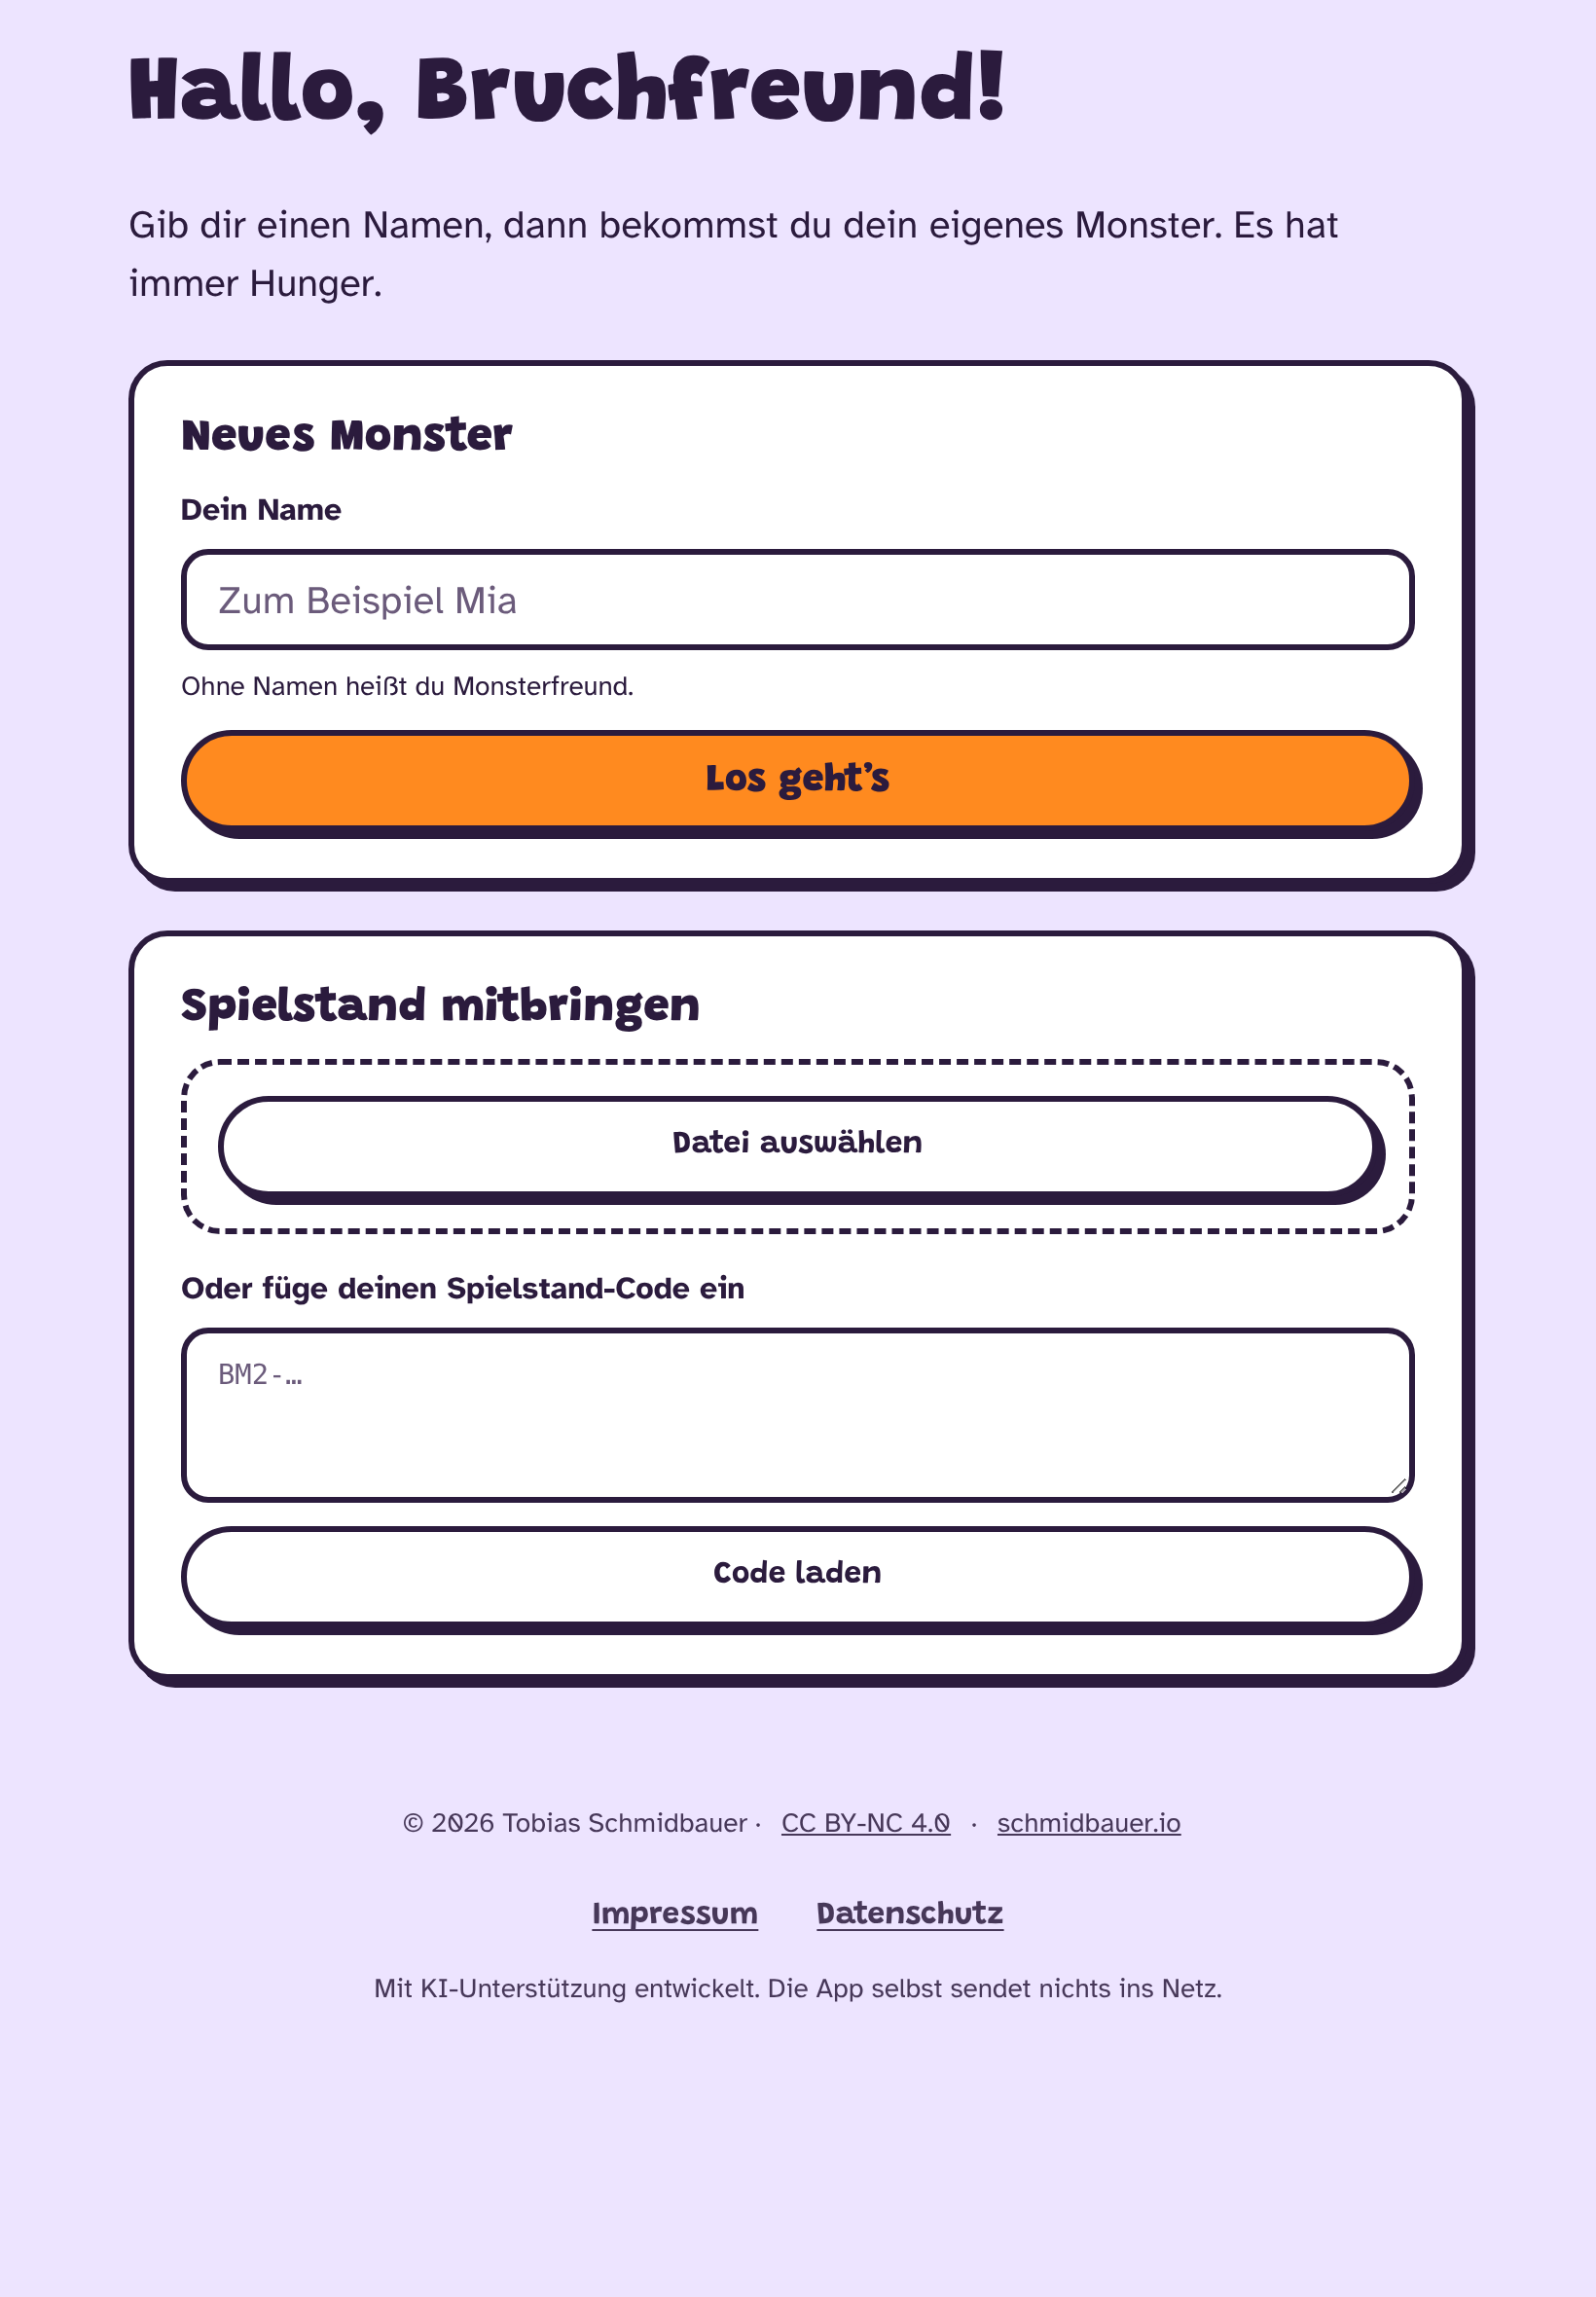 Hallo, Bruchfreund!
Gib dir einen Namen, dann bekommst du dein eigenes Monster. Es hat
immer Hunger.
Neues Monster
Dein Name
Zum Beispiel Mia
Ohne Namen heißt du Monsterfreund.
Los geht’s
Spielstand mitbringen
Datei auswählen
Oder füge deinen Spielstand-Code ein
BM2-…
Code laden
© 2026 Tobias Schmidbauer · CC BY-NC 4.0 · schmidbauer.io
Impressum Datenschutz
Mit KI-Unterstützung entwickelt. Die App selbst sendet nichts ins Netz.